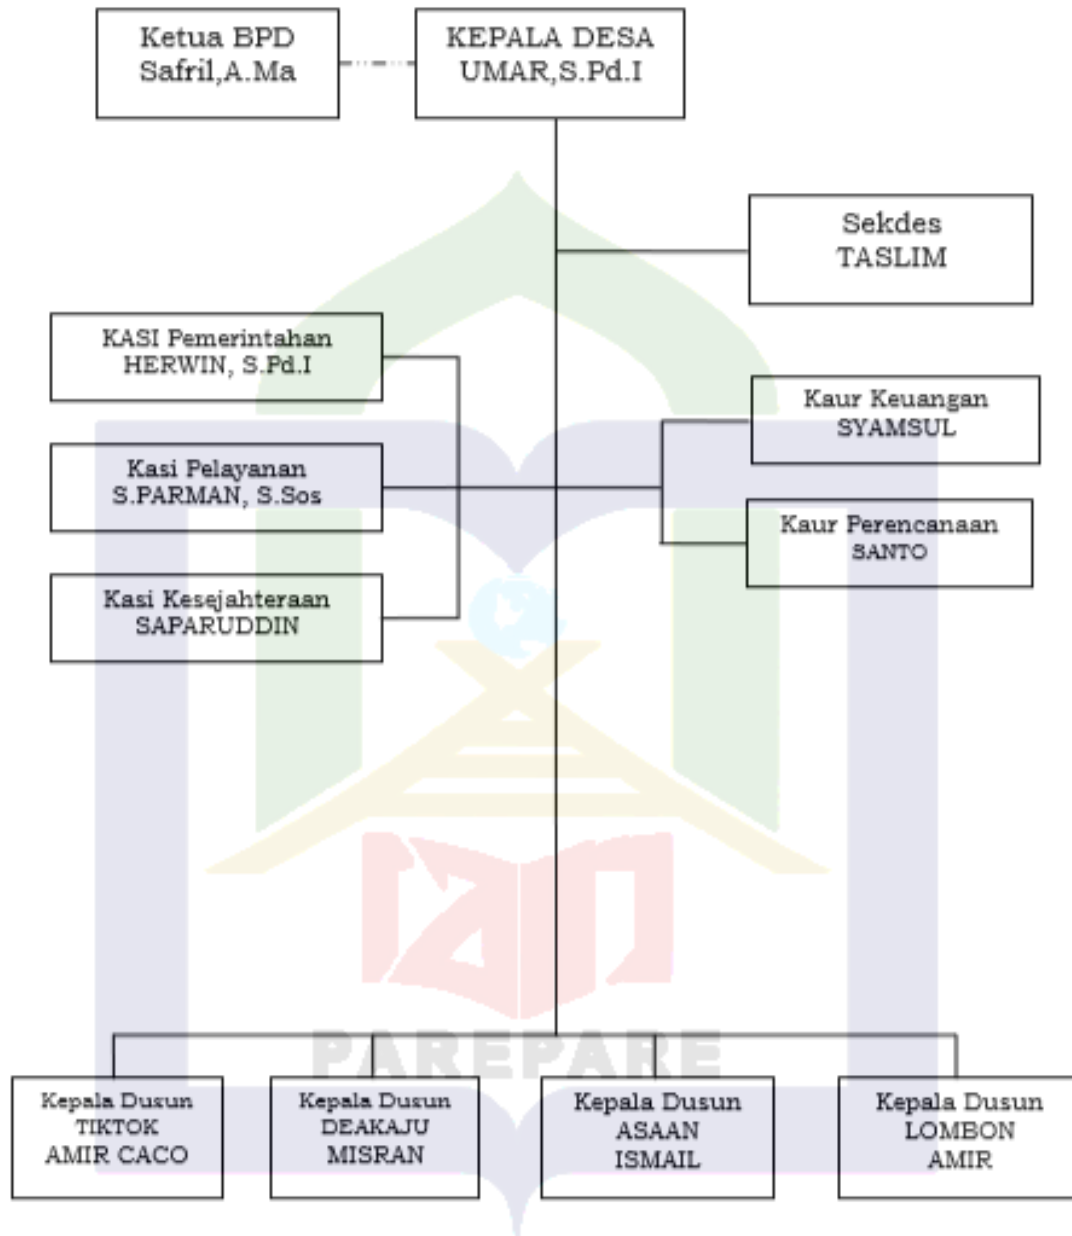 Ketua BPD
Safril,A.Ma
KEPALA DESA
UMAR,S.Pd.I
Sekdes
TASLIM
KASI Pemerintahan
HERWIN, S.Pd.I
Kaur Keuangan
SYAMSUL
Kasi Pelayanan
S.PARMAN, S.Sos
Kaur Perencanaan
SANTO
Kasi Kesejahteraan
SAPARUDDIN
PAREPARE
Kepala Dusun
TIKTOK
AMIR CACO
Kepala Dusun
DEAKAJU
MISRAN
Kepala Dusun
ASAAN
ISMAIL
Kepala Dusun
LOMBON
AMIR